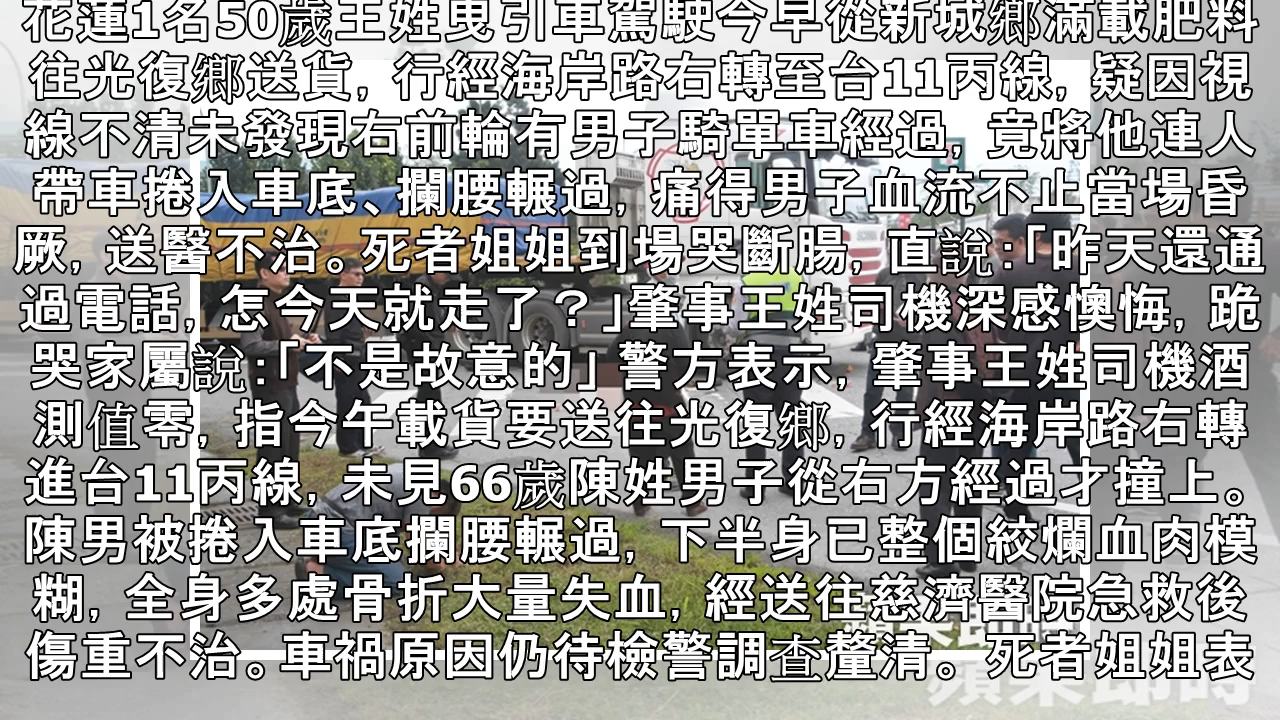 花蓮1名50歲王姓曳引車駕駛今早從新城鄉滿載肥料
往光復鄉送貨, 行經海岸路右轉至台11丙線, 疑因視
線不清未發現右前輪有男子騎單車經過, 竟將他連人
帶車捲入車底、攔腰輾過, 痛得男子血流不止當場昏
厥, 送醫不治。死者姐姐到場哭斷腸, 直說:「昨天還通
過電話, 怎今天就走了？」肇事王姓司機深感懊悔, 跪
哭家屬說:「不是故意的」警方表示, 肇事王姓司機酒
測值零, 指今午載貨要送往光復鄉, 行經海岸路右轉
進台11丙線, 未見66歲陳姓男子從右方經過才撞上。
陳男被捲入車底攔腰輾過, 下半身已整個絞爛血肉模
糊, 全身多處骨折大量失血, 經送往慈濟醫院急救後
傷重不治。車禍原因仍待檢警調查釐清。死者姐姐表
蘋果即時